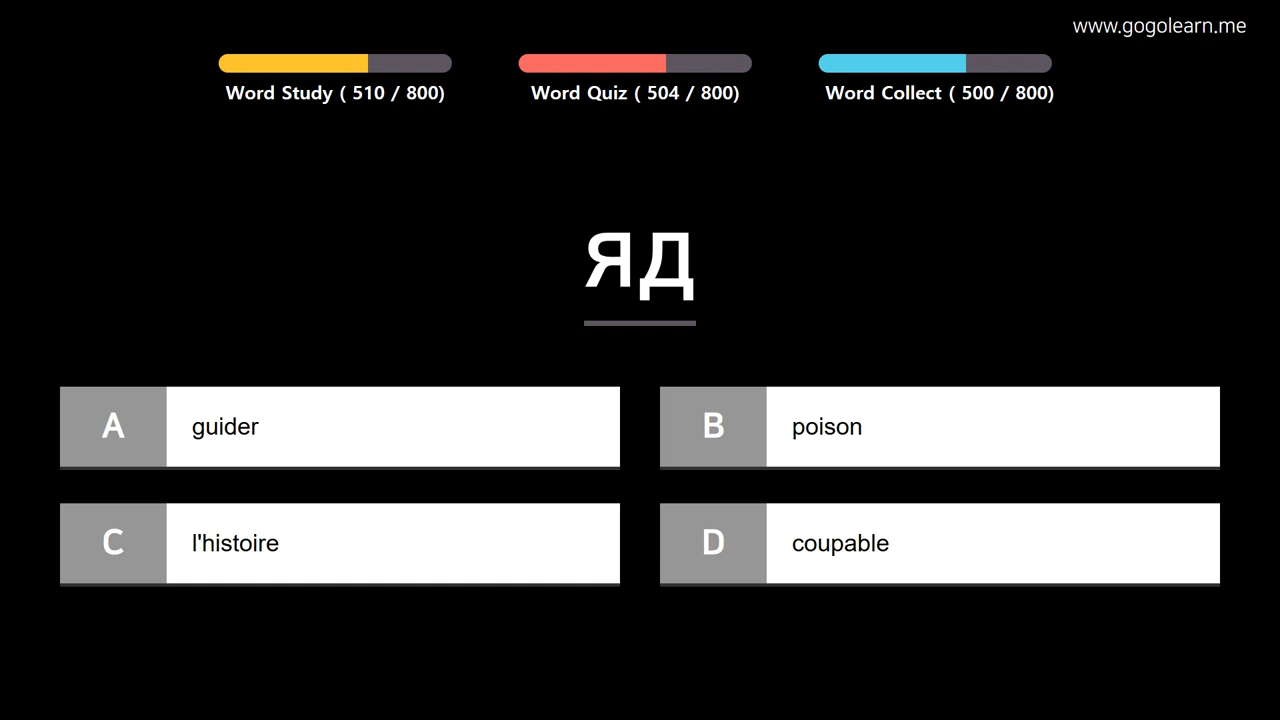 www.gogolearn.me
Word Study ( 510 / 800)
Word Quiz ( 504 / 800)
Word Collect ( 500 / 800)
яд
A guider
B poison
C l'histoire
D coupable